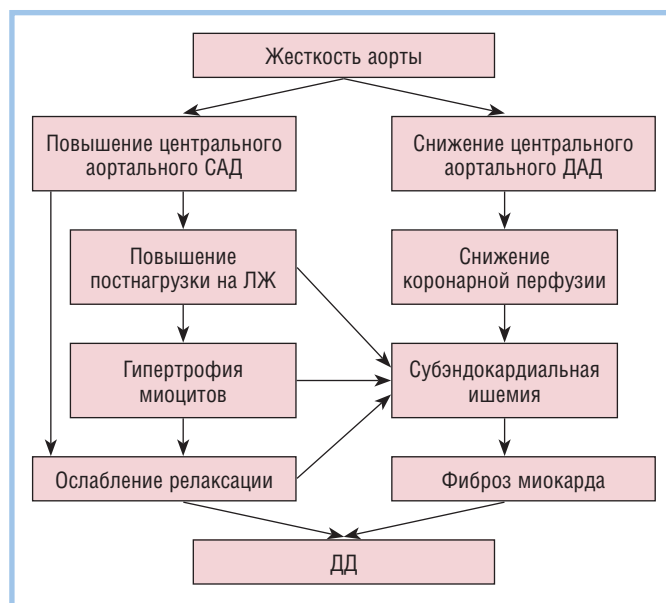 Жесткость аорты
Повышение центрального
аортального САД
Снижение центрального
аортального ДАД
Повышение
постнагрузки на ЛЖ
Снижение
коронарной перфузии
Гипертрофия
миоцитов
Субэндокардиальная
ишемия
Ослабление релаксации
Фиброз миокарда
ДД